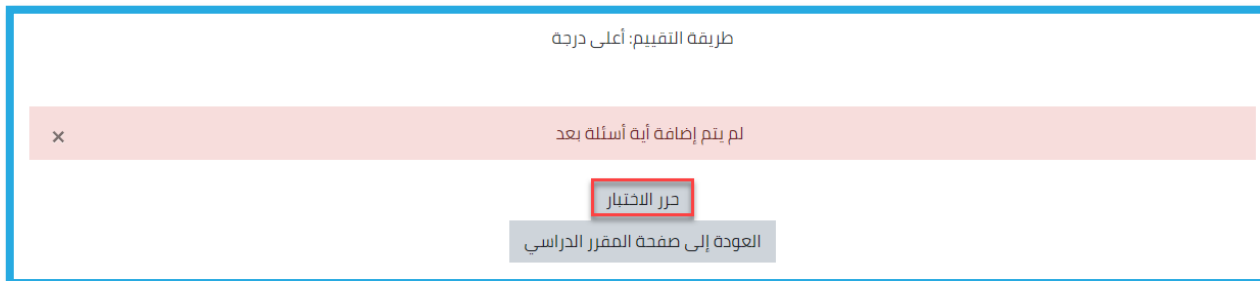 طريقة التقييم: أعلى درجة
لم يتم إضافة أية أسئلة بعد
×
حرر الاختبار
العودة إلى صفحة المقرر الدراسي